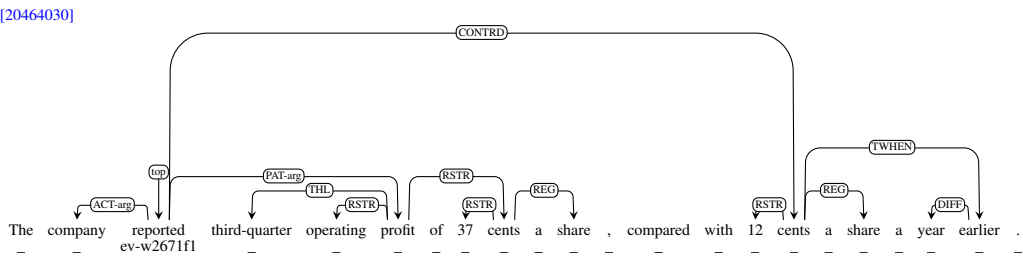 [20464030]
CONTRD
TWHEN
top
PAT-arg RSTR
THL REG REG
ACT-arg RSTR RSTR RSTR DIFF
The company reported third-quarter operating profit of 37 cents a share , compared with 12 cents a share a year earlier .
_ _ ev-w2671f1 _ _ _ _ _ _ _ _ _ _ _ _ _ _ _ _ _ _ _